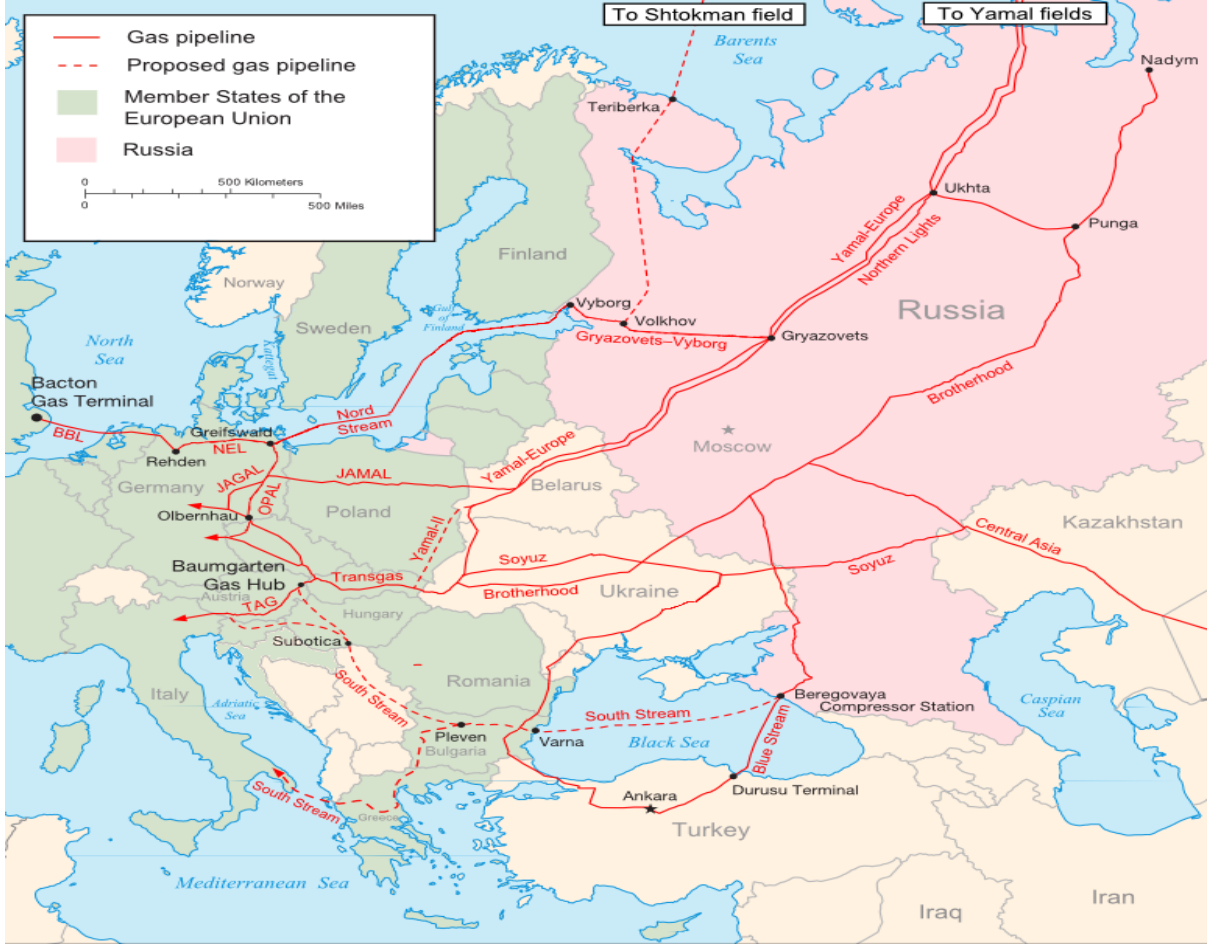 To Shtokman field
To Yamal fields
Gas pipeline
Proposed gas pipeline
Member States of the
European Union
Russia
0 500 Kilometers
0 500 Miles
Barents
Sea
Nadym
Teriberka
Ukhta
Punga
Yamal-Europe
Northern Lights
Finland
Norway
Sweden
Russia
Vyborg
Gulf
of
Finland
Volkhov
Gryazovets–Vyborg
Gryazovets
North
Sea
Kattegut
Bacton
Gas Terminal
BBL
Greifswald
Nord
Stream
NEL
Rehden
Brotherhood
Moscow
Yamal-Europe
JAGAL
JAMAL
Germany
OPAL
Belarus
Poland
Olbernhau
Yamal-II
Kazakhstan
Central Asia
Baumgarten
Gas Hub
Transgas
Soyuz
Soyuz
Brotherhood
Ukraine
Austria
TAG
Hungary
Subotica
Italy
Adriatic
Sea
South Stream
Romania
Beregovaya
Compressor Station
Caspian
Sea
South Stream
Pleven
Bulgaria
Varna
Black Sea
Blue Stream
Durusu Terminal
South Stream
Ankara
Greece
Turkey
Mediterranean Sea
Iraq
Iran